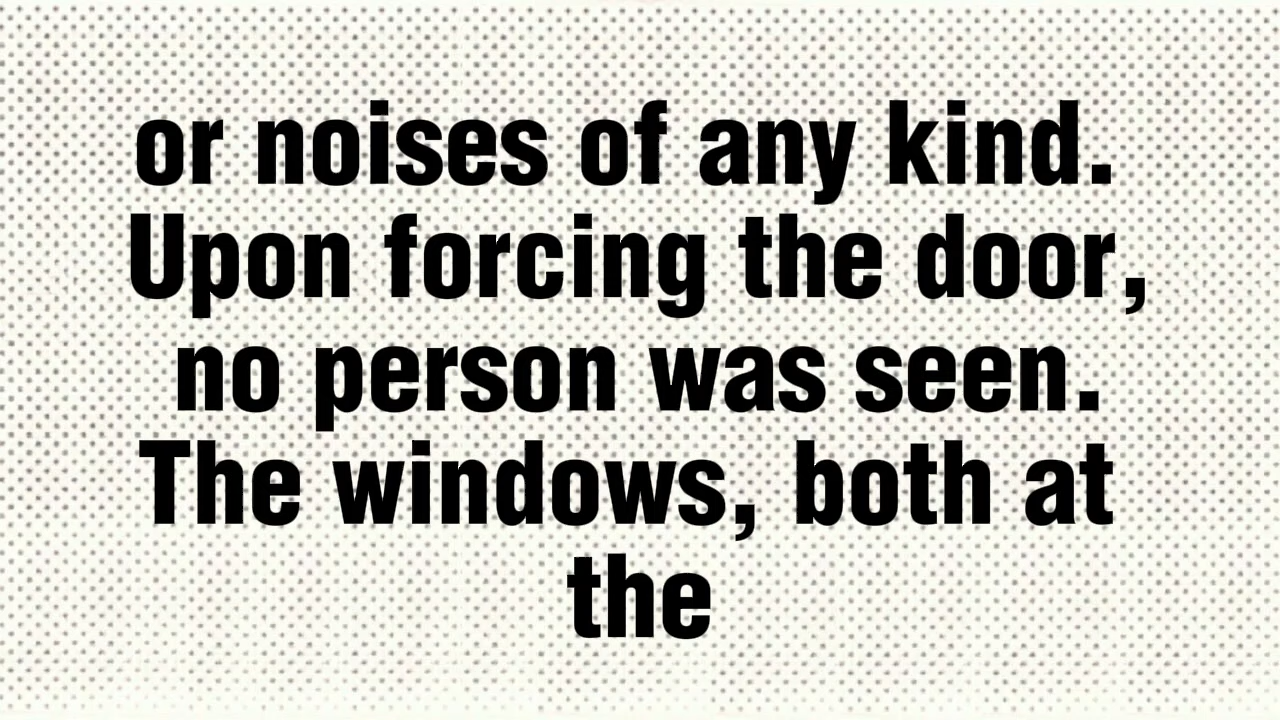 or noises of any kind.
Upon forcing the door,
no person was seen.
The windows, both at
the